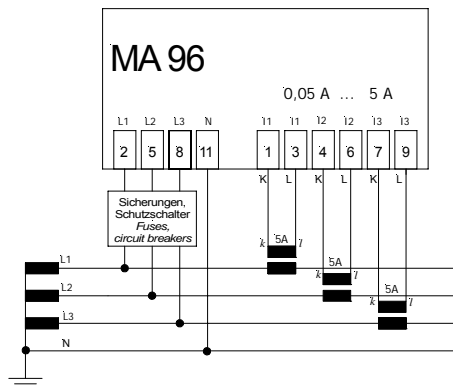 MA 96
0,05 A ... 5 A
L1 L2 L3 N I1 I1 I2 I2 I3 I3
2 5 8 11 1 3 4 6 7 9
K L K L K L
Sicherungen,
Schutzschalter
Fuses,
circuit breakers
k 5A l
L1
k 5A l
L2
k 5A l
L3
N